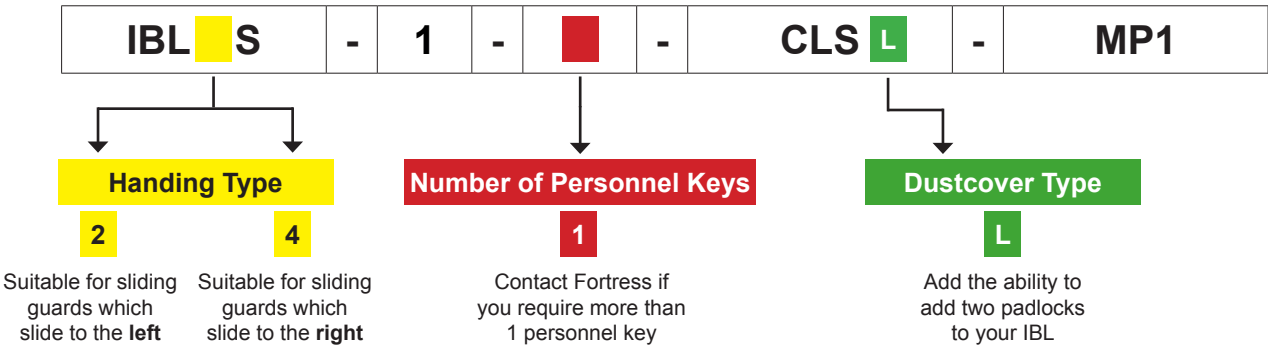 IBL S - 1 - - CLS L - MP1
Handing Type
2 4
Suitable for sliding
guards which
slide to the left
Suitable for sliding
guards which
slide to the right
Number of Personnel Keys
1
Contact Fortress if
you require more than
1 personnel key
Dustcover Type
L
Add the ability to
add two padlocks
to your IBL